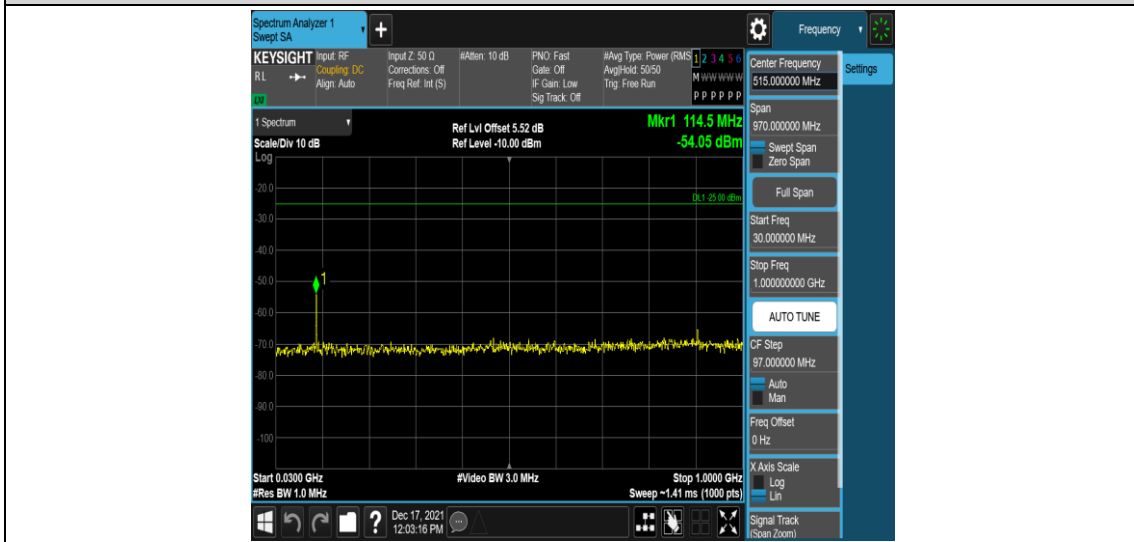 Spectrum Analyzer 1
Swept SA
Frequency
KEYSIGHT
RL
LXI
Input: RF
Coupling: DC
Align: Auto
Input Z: 50 Ω
Corrections: Off
Freq Ref: Int (S)
#Atten: 10 dB
PNO: Fast
Gate: Off
IF Gain: Low
Sig Track: Off
#Avg Type: Power (RMS
Avg|Hold: 50/50
Trig: Free Run
1 2 3 4 5 6
M W W W W W
P P P P P P
1 Spectrum
Scale/Div 10 dB
Log
Ref Lvl Offset 5.52 dB
Ref Level -10.00 dBm
Mkr1 114.5 MHz
-54.05 dBm
-20.0
DL1 -25.00 dBm
-30.0
-40.0
-50.0
1
-60.0
-70.0
-80.0
-90.0
-100
Start 0.0300 GHz
#Res BW 1.0 MHz
#Video BW 3.0 MHz
Stop 1.0000 GHz
Sweep ~1.41 ms (1000 pts)
Center Frequency
515.000000 MHz
Settings
Span
970.000000 MHz
Swept Span
Zero Span
Full Span
Start Freq
30.000000 MHz
Stop Freq
1.000000000 GHz
AUTO TUNE
CF Step
97.000000 MHz
Auto
Man
Freq Offset
0 Hz
X Axis Scale
Log
Lin
Signal Track
(Span Zoom)
?
Dec 17, 2021
12:03:16 PM